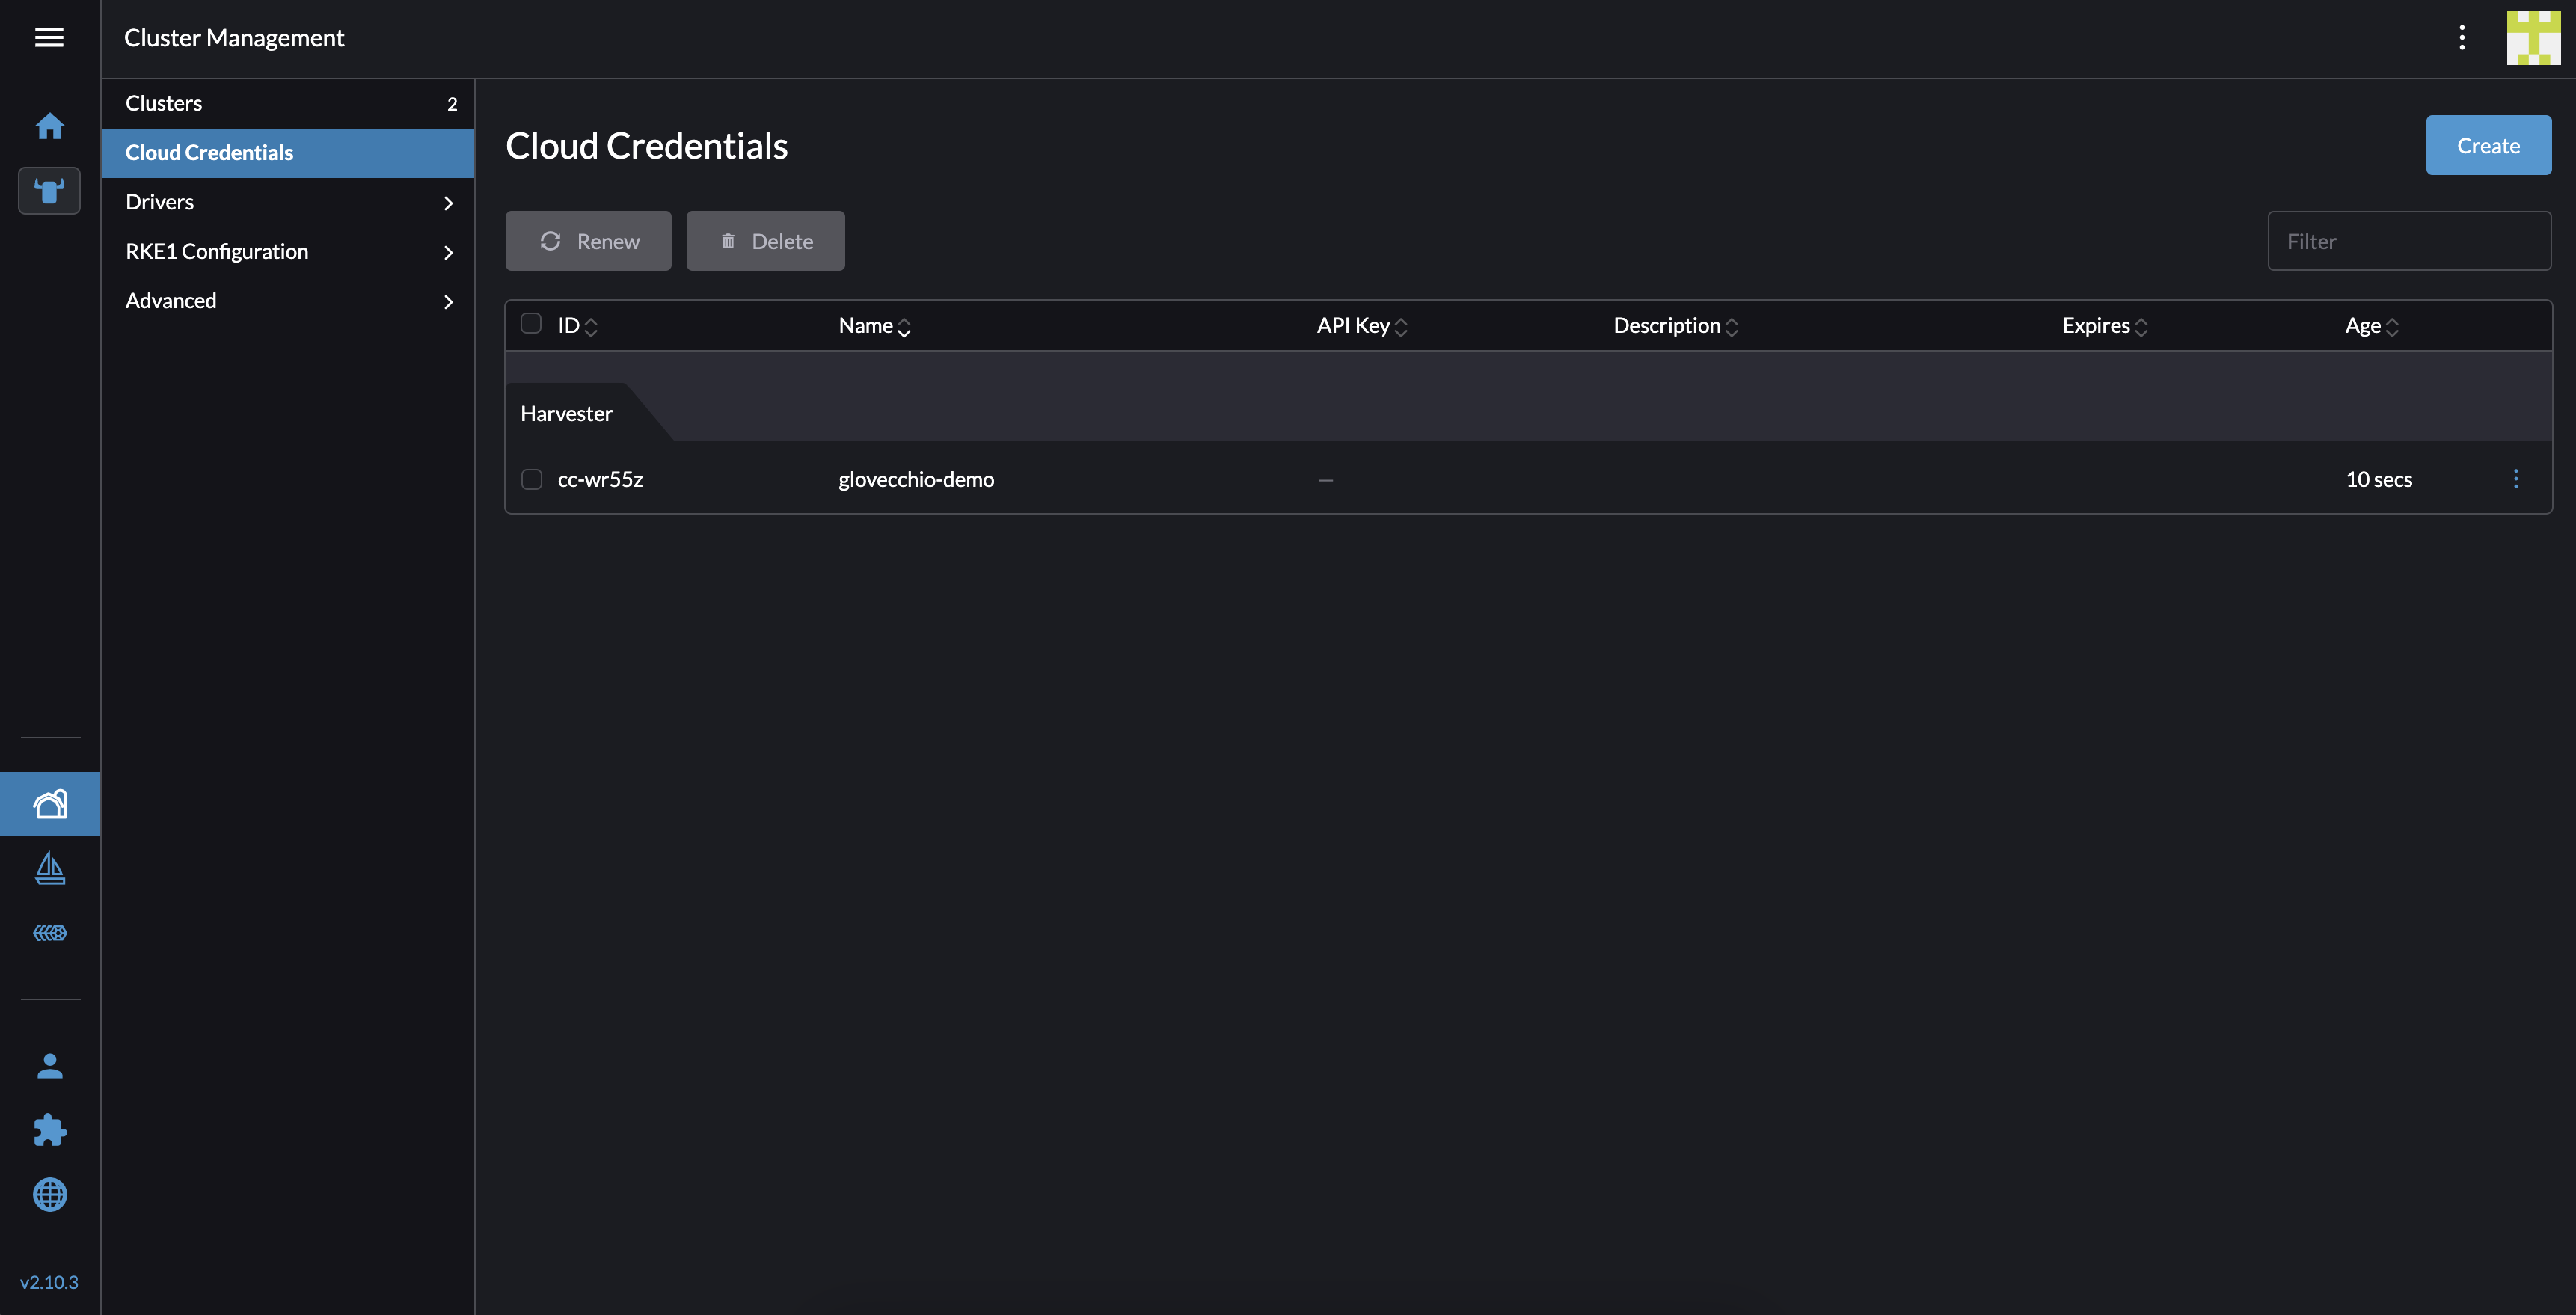 Cluster Management
Clusters 2
Cloud Credentials
Drivers
RKE1 Configuration
Advanced
Cloud Credentials
Create
Renew
Delete
Filter
ID Name API Key Description Expires Age
Harvester
cc-wr55z glovecchio-demo — 10 secs
v2.10.3